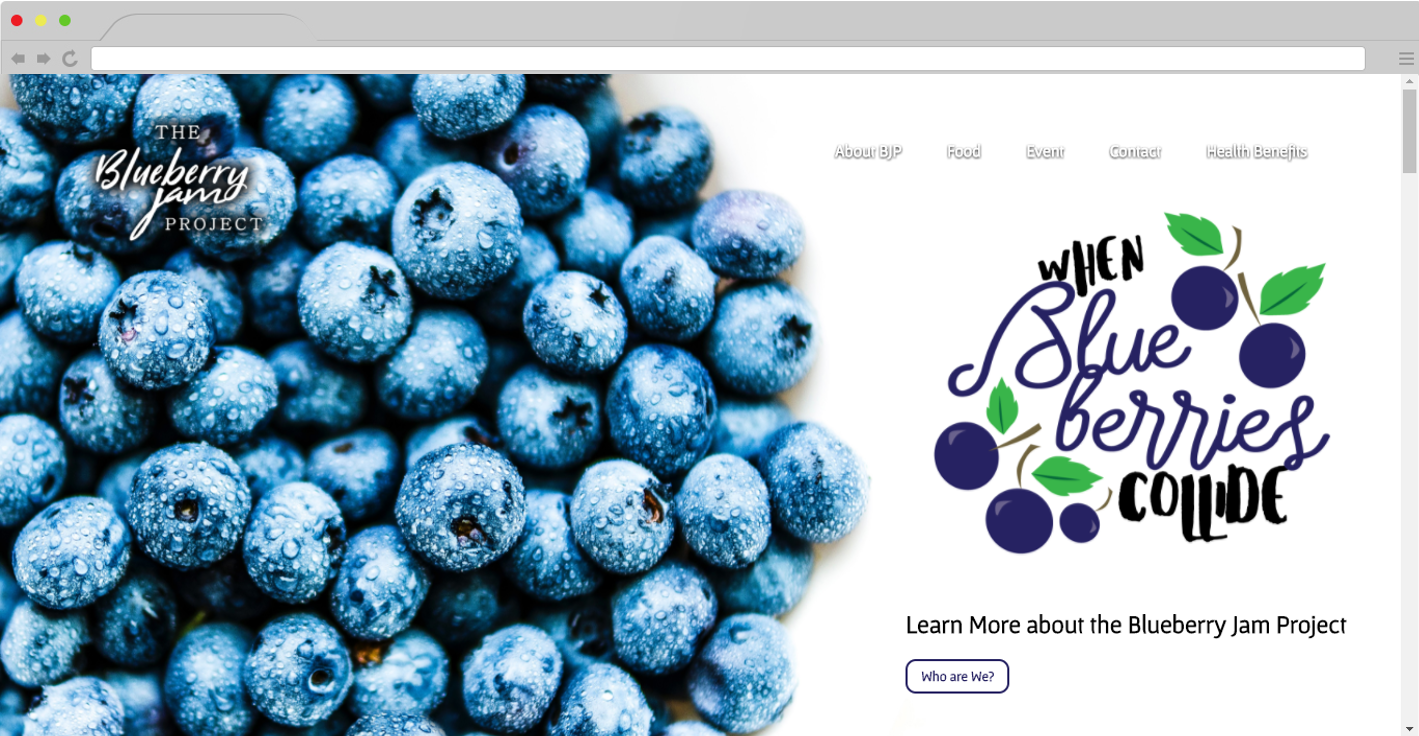 THE
Blueberry
Jam
PROJECT
About BJP Food Event Contact Health Benefits
WHEN
Blue
berries
COLLIDE
Learn More about the Blueberry Jam Project
Who are We?